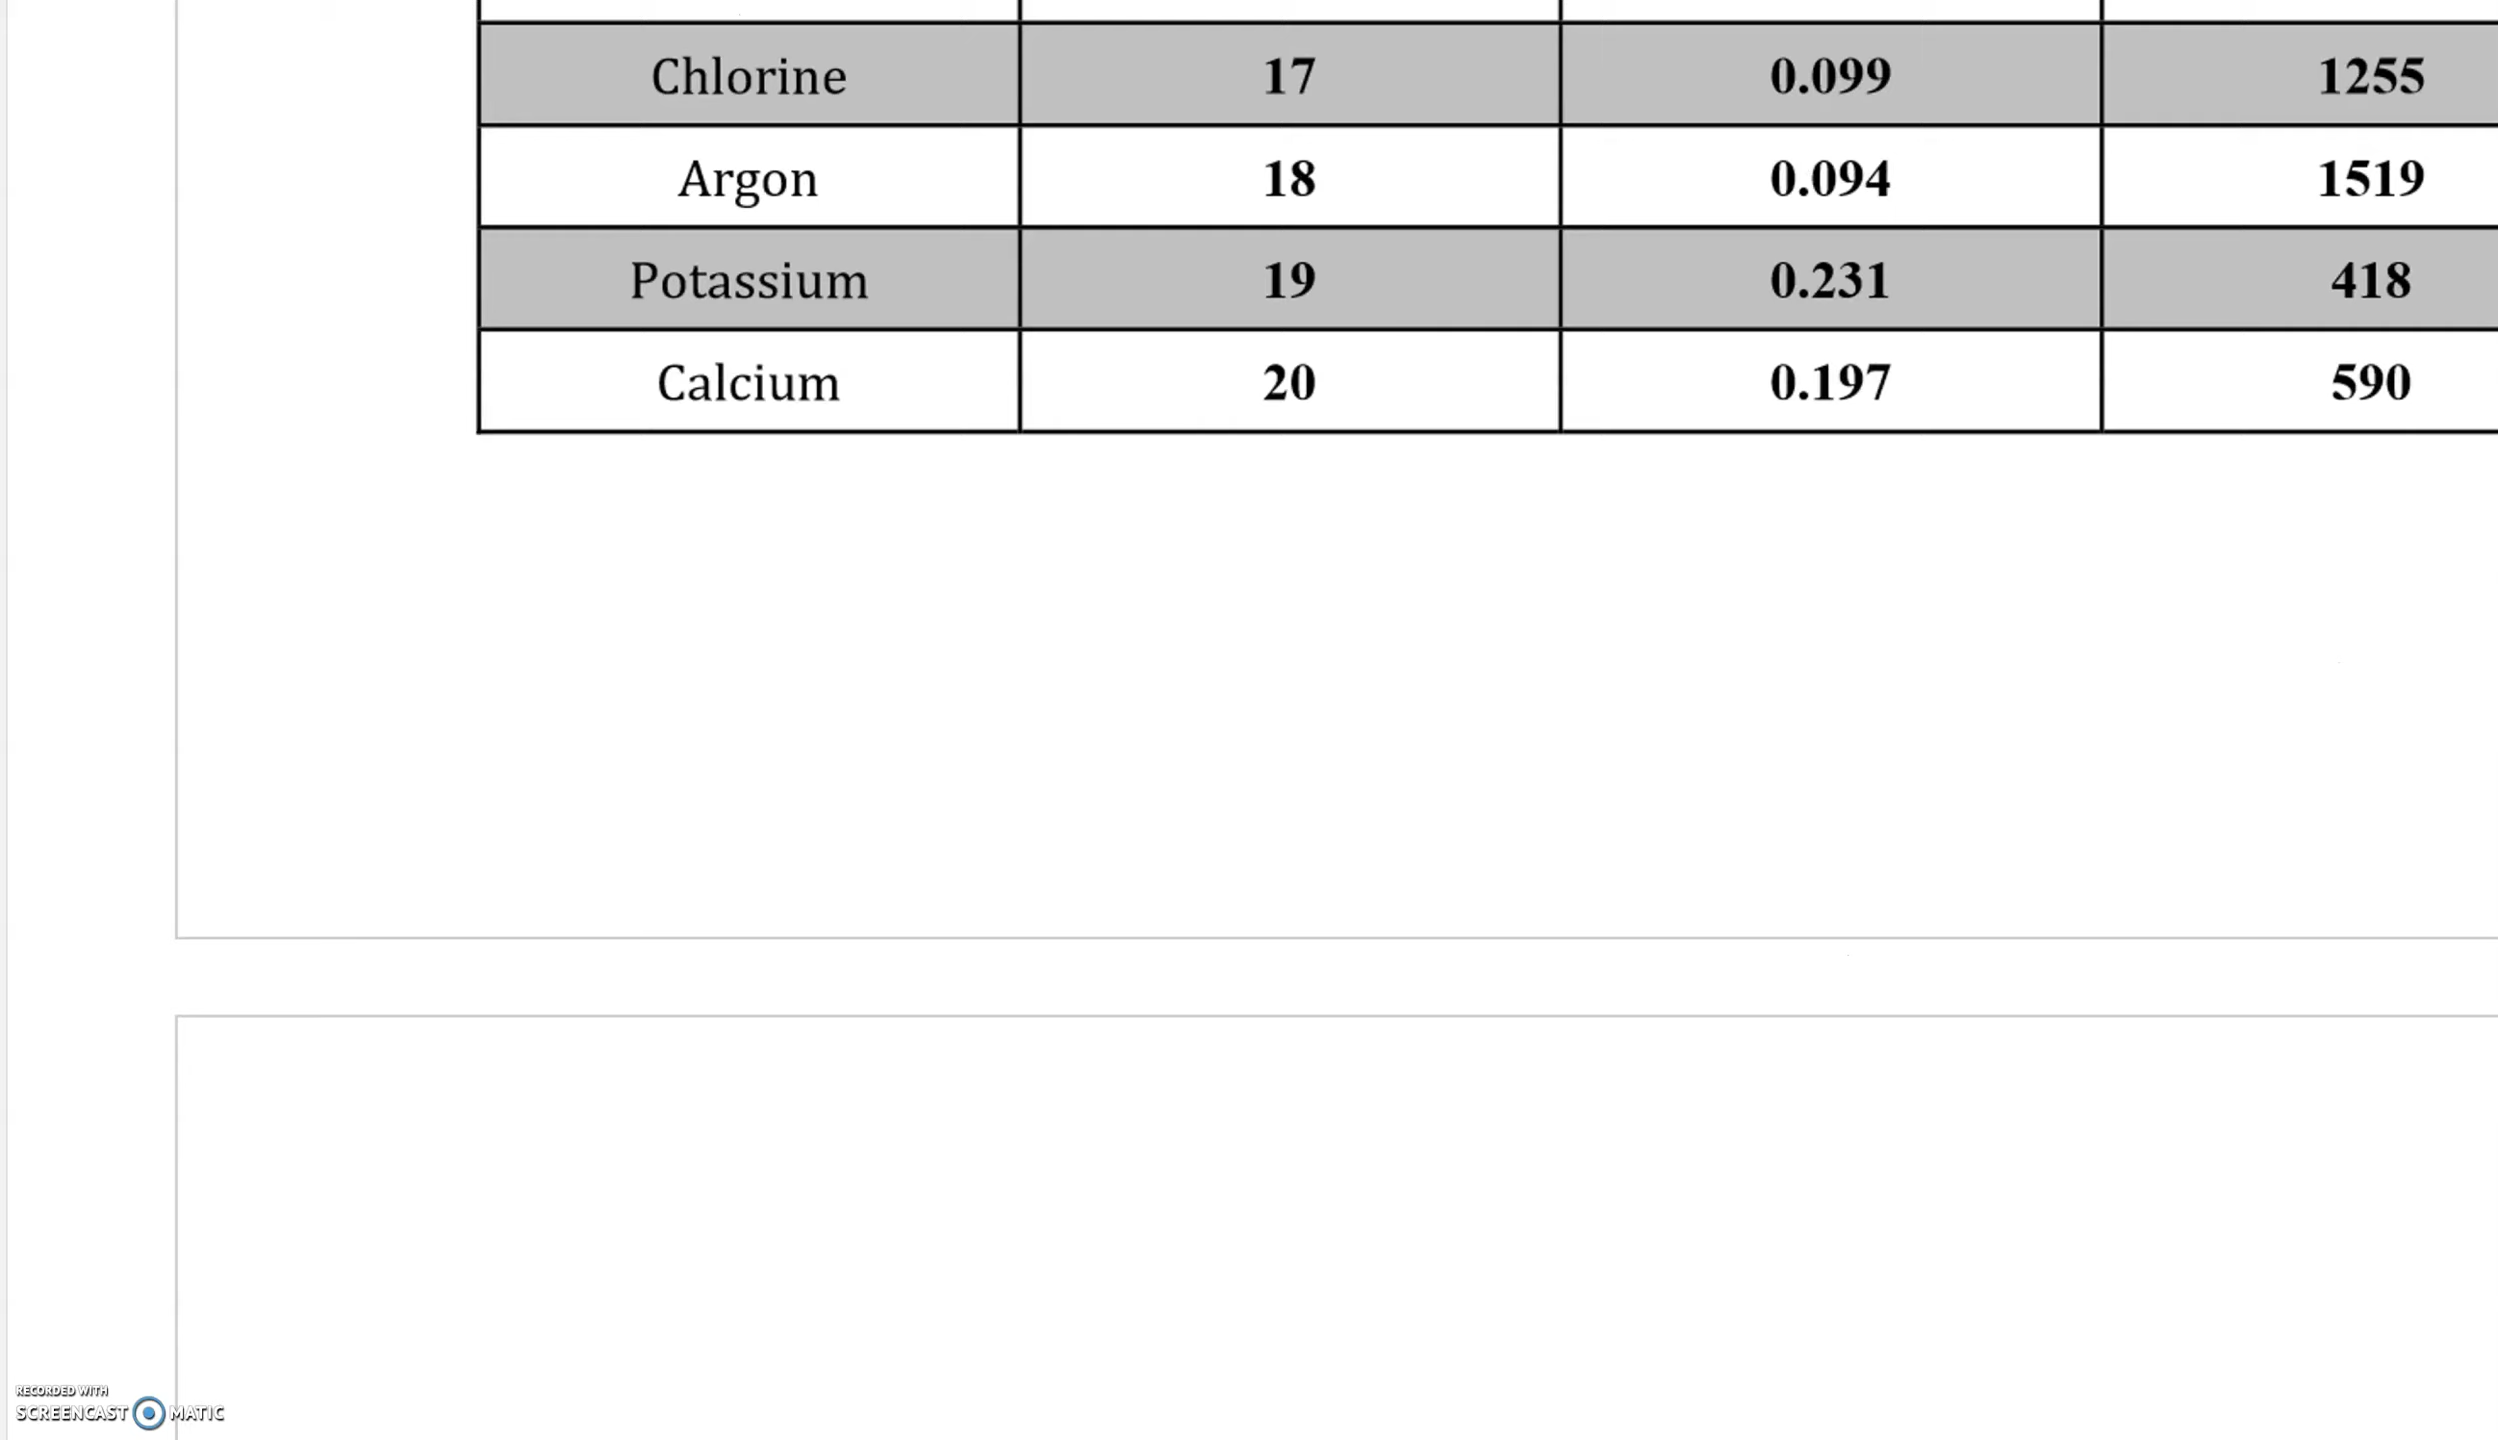 Chlorine 17 0.099 1255
Argon 18 0.094 1519
Potassium 19 0.231 418
Calcium 20 0.197 590
RECORDED WITH
SCREENCAST MATIC